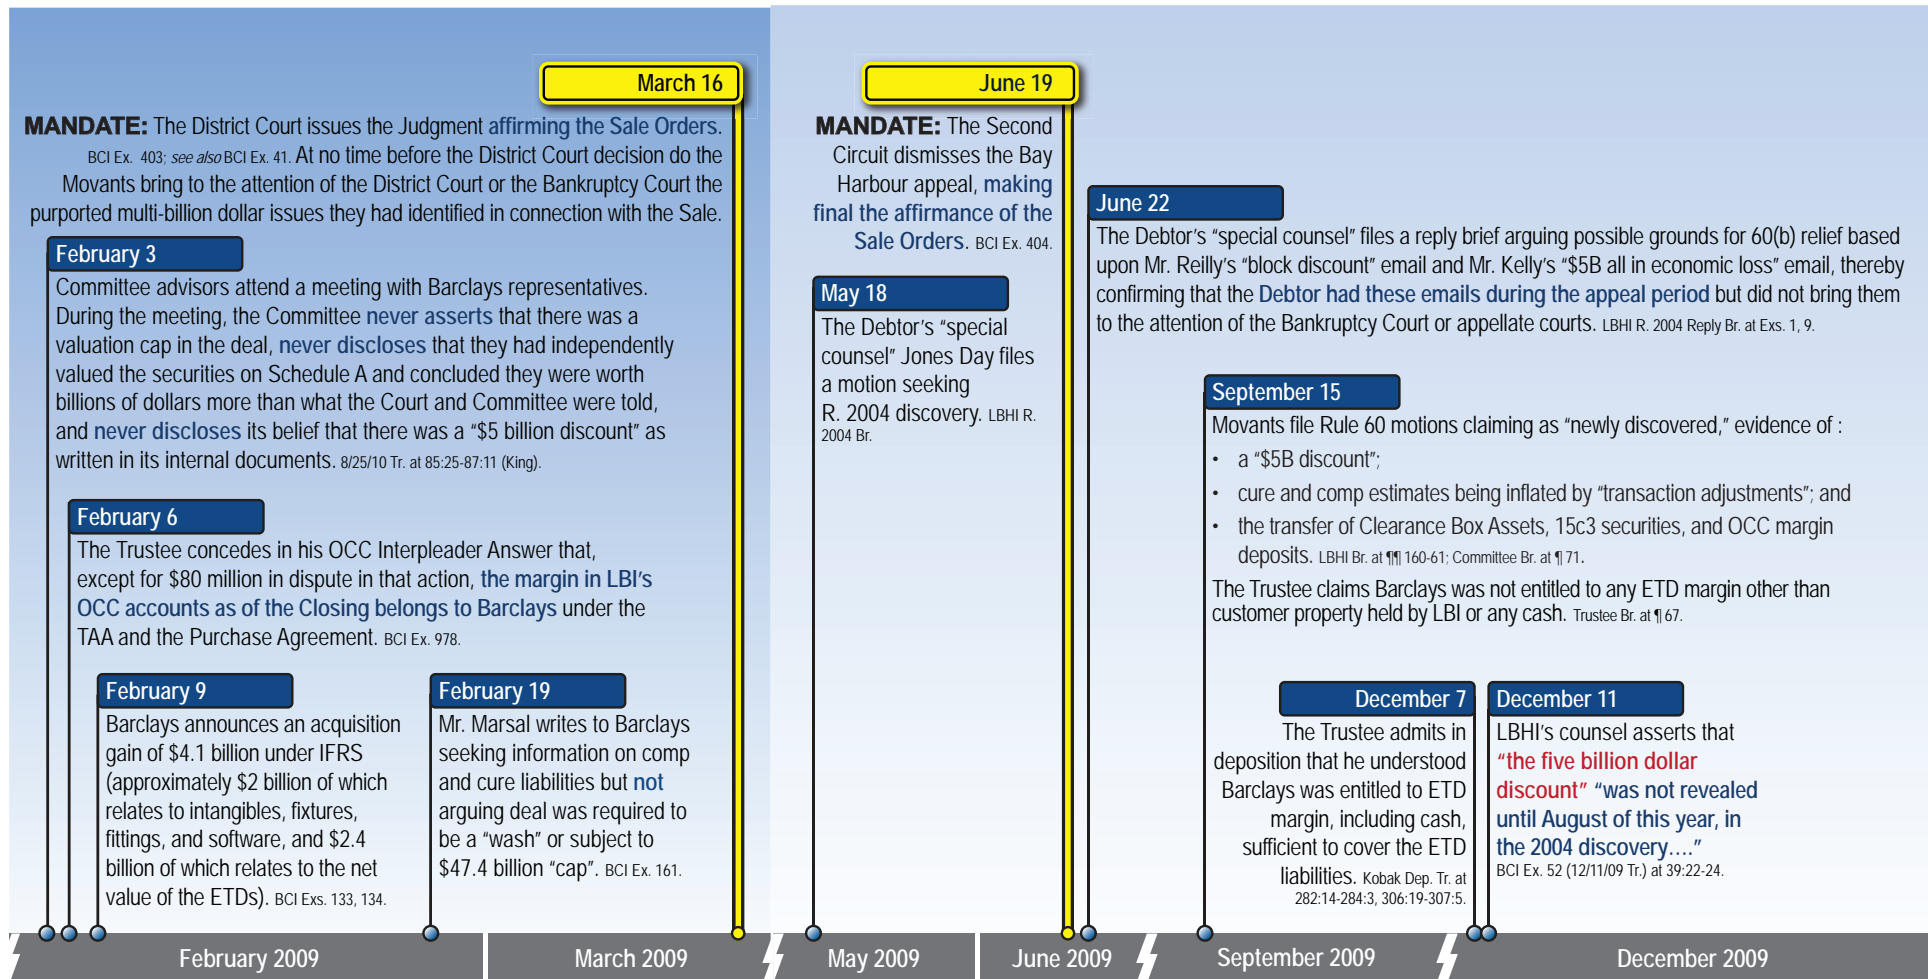 March 16
MANDATE: The District Court issues the Judgment affirming the Sale Orders.
BCI Ex. 403; see also BCI Ex. 41. At no time before the District Court decision do the
Movants bring to the attention of the District Court or the Bankruptcy Court the
purported multi-billion dollar issues they had identified in connection with the Sale.
February 3
Committee advisors attend a meeting with Barclays representatives.
During the meeting, the Committee never asserts that there was a
valuation cap in the deal, never discloses that they had independently
valued the securities on Schedule A and concluded they were worth
billions of dollars more than what the Court and Committee were told,
and never discloses its belief that there was a “$5 billion discount” as
written in its internal documents. 8/25/10 Tr. at 85:25-87:11 (King).
February 6
The Trustee concedes in his OCC Interpleader Answer that,
except for $80 million in dispute in that action, the margin in LBI’s
OCC accounts as of the Closing belongs to Barclays under the
TAA and the Purchase Agreement. BCI Ex. 978.
February 9
Barclays announces an acquisition
gain of $4.1 billion under IFRS
(approximately $2 billion of which
relates to intangibles, fixtures,
fittings, and software, and $2.4
billion of which relates to the net
value of the ETDs). BCI Exs. 133, 134.
February 19
Mr. Marsal writes to Barclays
seeking information on comp
and cure liabilities but not
arguing deal was required to
be a “wash” or subject to
$47.4 billion “cap”. BCI Ex. 161.
June 19
MANDATE: The Second
Circuit dismisses the Bay
Harbour appeal, making
final the affirmance of the
Sale Orders. BCI Ex. 404.
May 18
The Debtor’s “special
counsel” Jones Day files
a motion seeking
R. 2004 discovery. LBHI R.
2004 Br.
June 22
The Debtor’s “special counsel” files a reply brief arguing possible grounds for 60(b) relief based
upon Mr. Reilly’s “block discount” email and Mr. Kelly’s “$5B all in economic loss” email, thereby
confirming that the Debtor had these emails during the appeal period but did not bring them
to the attention of the Bankruptcy Court or appellate courts. LBHI R. 2004 Reply Br. at Exs. 1, 9.
September 15
Movants file Rule 60 motions claiming as “newly discovered,” evidence of :
• a “$5B discount”;
• cure and comp estimates being inflated by “transaction adjustments”; and
• the transfer of Clearance Box Assets, 15c3 securities, and OCC margin
deposits. LBHI Br. at ¶¶ 160-61; Committee Br. at ¶ 71.
The Trustee claims Barclays was not entitled to any ETD margin other than
customer property held by LBI or any cash. Trustee Br. at ¶ 67.
December 7
The Trustee admits in
deposition that he understood
Barclays was entitled to ETD
margin, including cash,
sufficient to cover the ETD
liabilities. Kobak Dep. Tr. at
282:14-284:3, 306:19-307:5.
December 11
LBHI’s counsel asserts that
“the five billion dollar
discount” “was not revealed
until August of this year, in
the 2004 discovery….”
BCI Ex. 52 (12/11/09 Tr.) at 39:22-24.
February 2009
March 2009
May 2009
June 2009
September 2009
December 2009